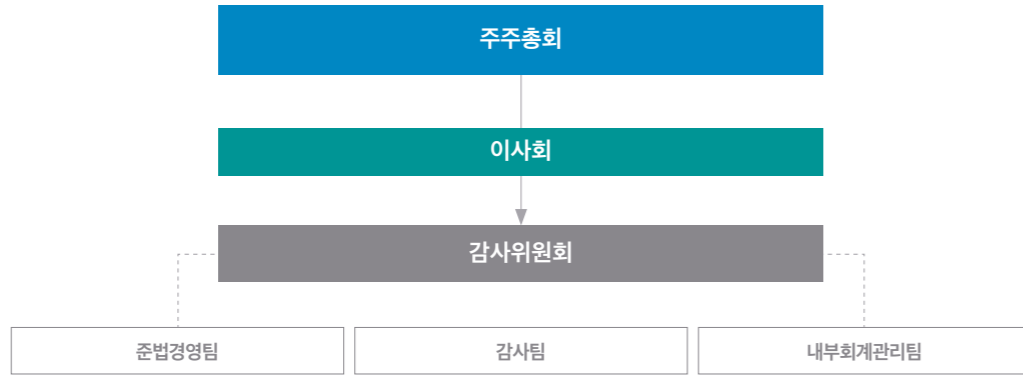 주주총회
이사회
감사위원회
준법경영팀
감사팀
내부회계관리팀